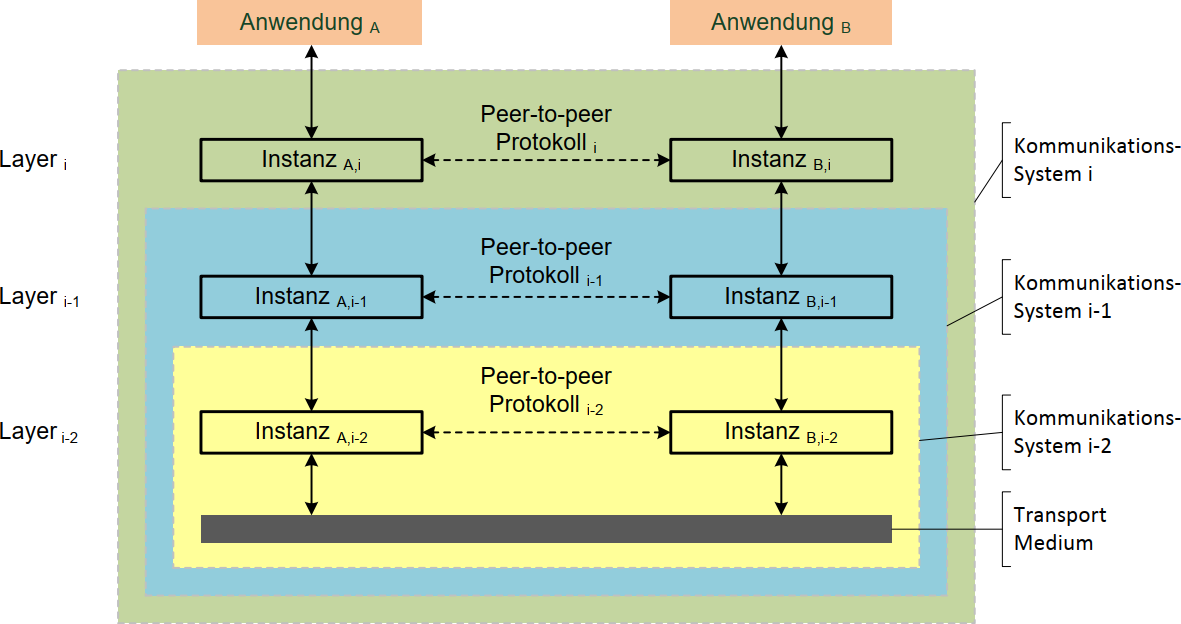 Anwendung A
Anwendung B
Peer-to-peer
Protokoll i
Layer i
Instanz A,i
Instanz B,i
Kommunikations-
System i
Peer-to-peer
Protokoll i-1
Layer i-1
Instanz A,i-1
Instanz B,i-1
Kommunikations-
System i-1
Peer-to-peer
Protokoll i-2
Layer i-2
Instanz A,i-2
Instanz B,i-2
Kommunikations-
System i-2
Transport
Medium